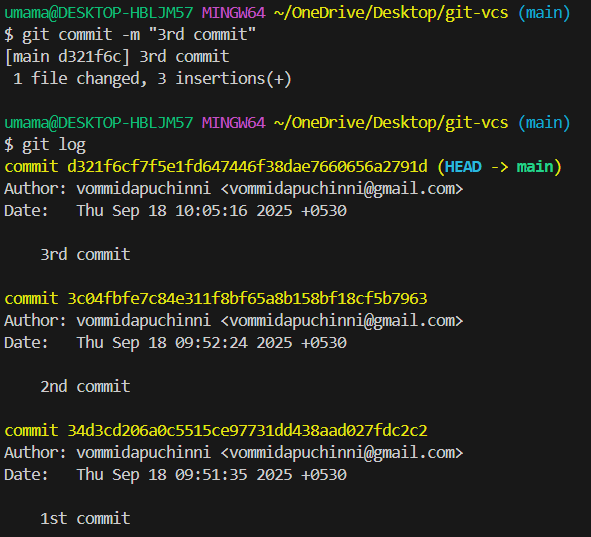 umama@DESKTOP-HBLJM57 MINGW64 ~/OneDrive/Desktop/git-vcs (main)
$ git commit -m "3rd commit"
[main d321f6c] 3rd commit
 1 file changed, 3 insertions(+)

umama@DESKTOP-HBLJM57 MINGW64 ~/OneDrive/Desktop/git-vcs (main)
$ git log
commit d321f6cf7f5e1fd647446f38dae7660656a2791d (HEAD -> main)
Author: vommidapuchinni <vommidapuchinni@gmail.com>
Date:   Thu Sep 18 10:05:16 2025 +0530

    3rd commit

commit 3c04fbfe7c84e311f8bf65a8b158bf18cf5b7963
Author: vommidapuchinni <vommidapuchinni@gmail.com>
Date:   Thu Sep 18 09:52:24 2025 +0530

    2nd commit

commit 34d3cd206a0c5515ce97731dd438aad027fdc2c2
Author: vommidapuchinni <vommidapuchinni@gmail.com>
Date:   Thu Sep 18 09:51:35 2025 +0530

    1st commit